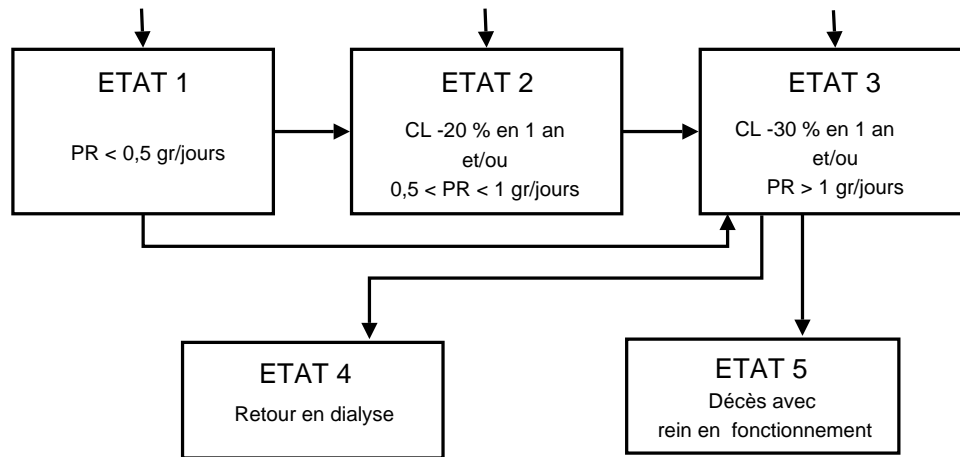 ETAT 1
PR < 0,5 gr/jours
ETAT 2
CL -20 % en 1 an
et/ou
0,5 < PR < 1 gr/jours
ETAT 3
CL -30 % en 1 an
et/ou
PR > 1 gr/jours
ETAT 4
Retour en dialyse
ETAT 5
Décès avec
rein en fonctionnement